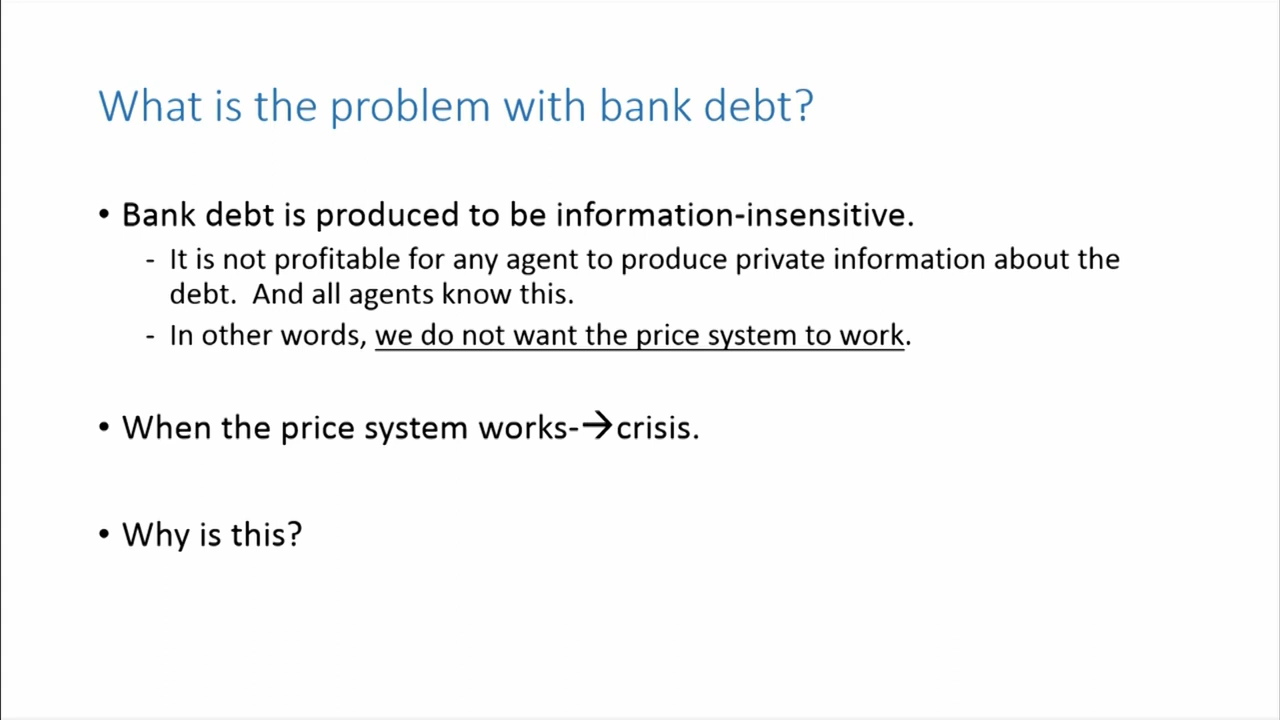 What is the problem with bank debt?
• Bank debt is produced to be information-insensitive.
- It is not profitable for any agent to produce private information about the
debt.  And all agents know this.
- In other words, we do not want the price system to work.
• When the price system works-→crisis.
• Why is this?